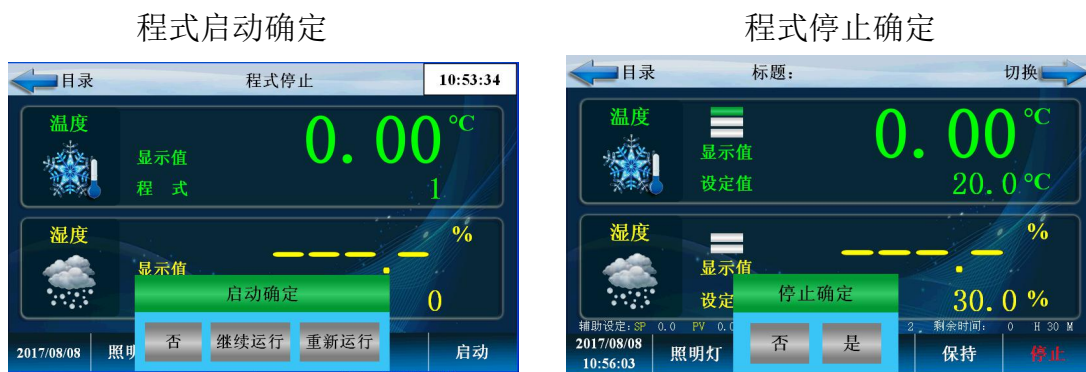 程式启动确定
程式停止确定
目录
程式停止
10:53:34
温度
0.00 ℃
显示值
程 式
1
湿度
---.- %
显示值
0
启动确定
否
继续运行
重新运行
2017/08/08
照明
启动
目录
标题：
切换
温度
0.00 ℃
显示值
设定值
20.0 ℃
湿度
---.- %
显示值
设定
30.0 %
停止确定
否
是
辅助设定:SP 0.0 PV 0.0
2 剩余时间： 0 H 30 M
2017/08/08
10:56:03
照明灯
保持
停止